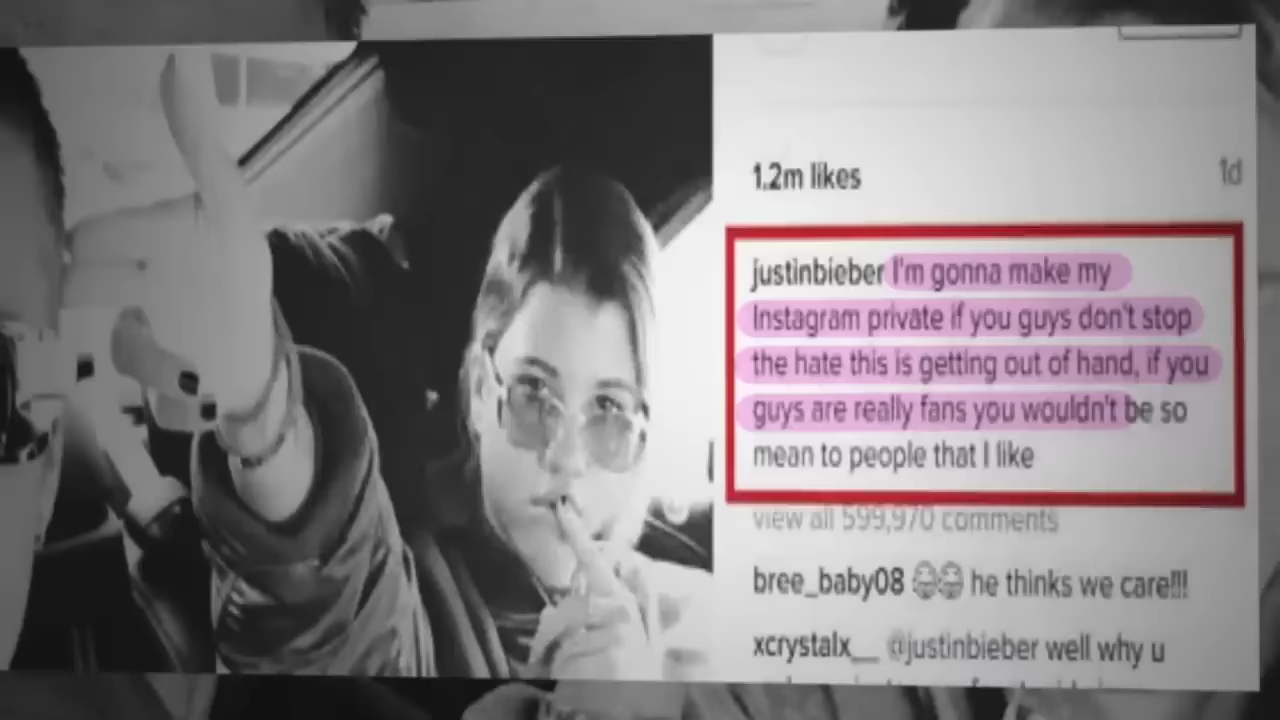 1.2m likes
1d
justinbieber I'm gonna make my
Instagram private if you guys don't stop
the hate this is getting out of hand, if you
guys are really fans you wouldn't be so
mean to people that I like
view all 599,970 comments
bree_baby08 😂😂 he thinks we care!!!
xcrystalx__ @justinbieber well why u